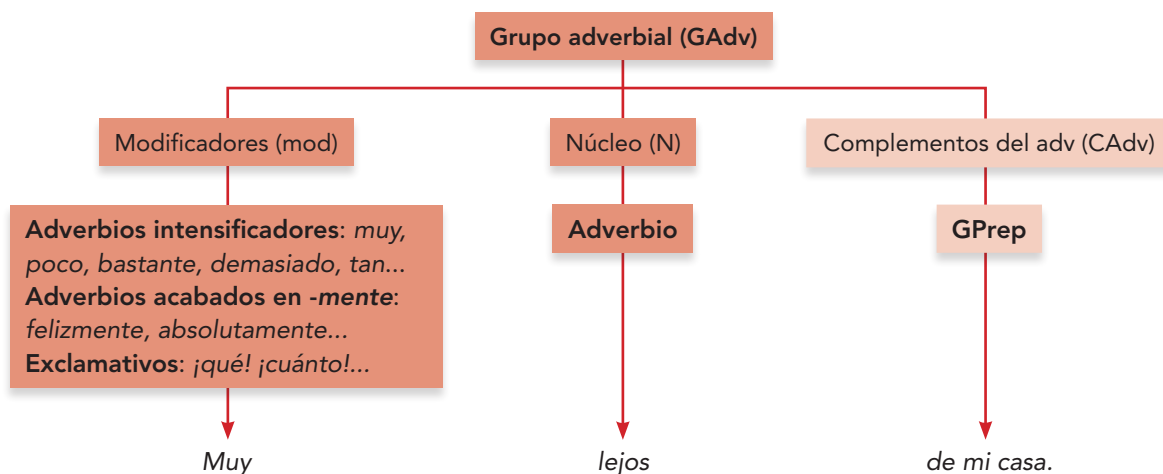 Grupo adverbial (GAdv)
Modificadores (mod)
Núcleo (N)
Complementos del adv (CAdv)
Adverbios intensificadores: muy,
poco, bastante, demasiado, tan...
Adverbios acabados en -mente:
felizmente, absolutamente...
Exclamativos: ¡qué! ¡cuánto!...
Adverbio
GPrep
Muy
lejos
de mi casa.